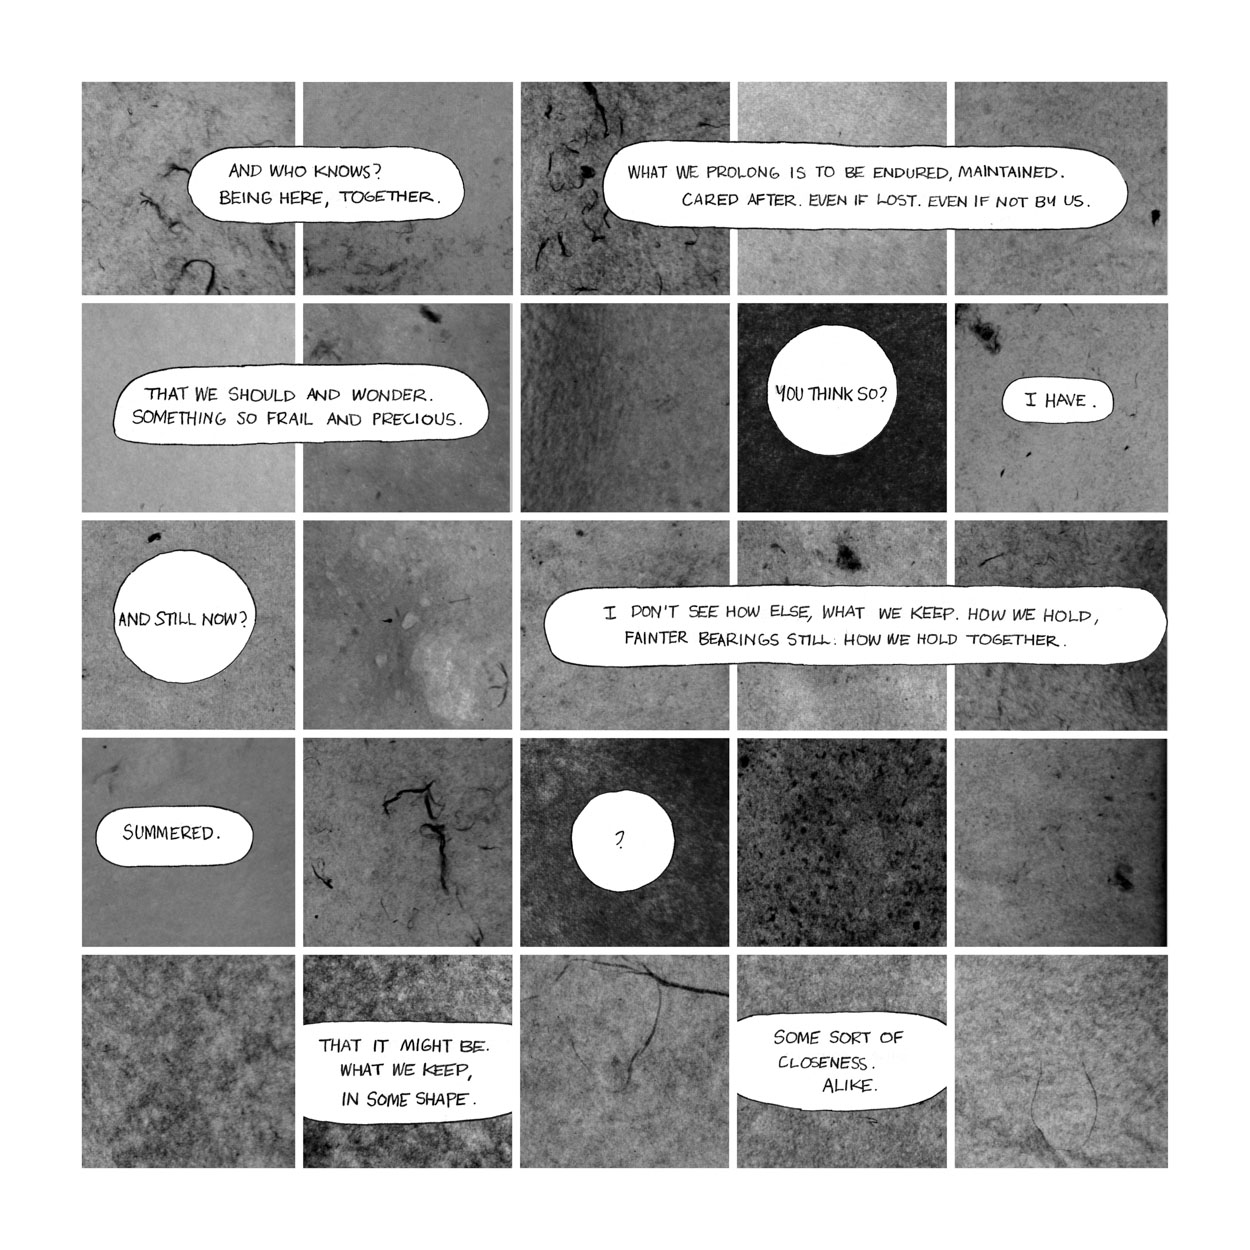 AND WHO KNOWS?
BEING HERE, TOGETHER.
WHAT WE PROLONG IS TO BE ENDURED, MAINTAINED.
CARED AFTER. EVEN IF LOST. EVEN IF NOT BY US.
THAT WE SHOULD AND WONDER.
SOMETHING SO FRAIL AND PRECIOUS.
YOU THINK SO?
I HAVE.
AND STILL NOW?
I DON'T SEE HOW ELSE, WHAT WE KEEP. HOW WE HOLD,
FAINTER BEARINGS STILL. HOW WE HOLD TOGETHER.
SUMMERED.
?
THAT IT MIGHT BE.
WHAT WE KEEP,
IN SOME SHAPE.
SOME SORT OF
CLOSENESS.
ALIKE.